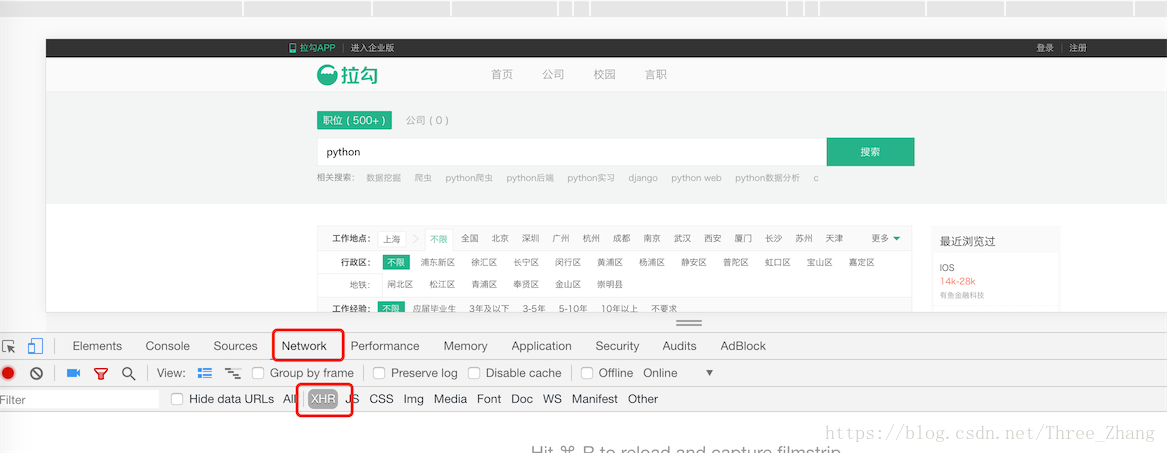 拉勾APP 进入企业版 登录 注册
拉勾 首页 公司 校园 言职
职位 ( 500+ ) 公司 ( 0 )
python 搜索
相关搜索： 数据挖掘 爬虫 python爬虫 python后端 python实习 django python web python数据分析 c
工作地点： 上海 不限 全国 北京 深圳 广州 杭州 成都 南京 武汉 西安 厦门 长沙 苏州 天津 更多
最近浏览过
行政区： 不限 浦东新区 徐汇区 长宁区 闵行区 黄浦区 杨浦区 静安区 普陀区 虹口区 宝山区 嘉定区
IOS
14k-28k
地铁： 闸北区 松江区 青浦区 奉贤区 金山区 崇明县
有鱼金融科技
工作经验： 不限 应届毕业生 3年及以下 3-5年 5-10年 10年以上 不要求
Elements Console Sources Network Performance Memory Application Security Audits AdBlock
View: Group by frame Preserve log Disable cache Offline Online
Filter Hide data URLs All XHR JS CSS Img Media Font Doc WS Manifest Other
https://blog.csdn.net/Three_Zhang
Hit ⌘ R to reload and capture filmstrip.